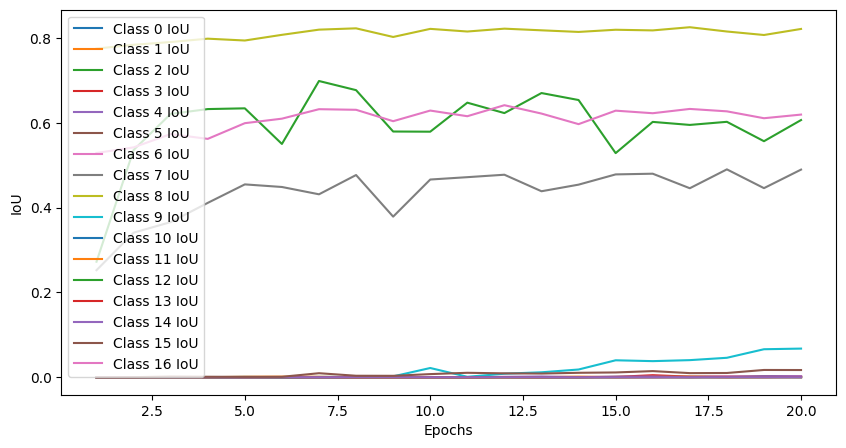 0.8
0.6
0.4
0.2
0.0
IoU
Class 0 IoU
Class 1 IoU
Class 2 IoU
Class 3 IoU
Class 4 IoU
Class 5 IoU
Class 6 IoU
Class 7 IoU
Class 8 IoU
Class 9 IoU
Class 10 IoU
Class 11 IoU
Class 12 IoU
Class 13 IoU
Class 14 IoU
Class 15 IoU
Class 16 IoU
2.5 5.0 7.5 10.0 12.5 15.0 17.5 20.0
Epochs